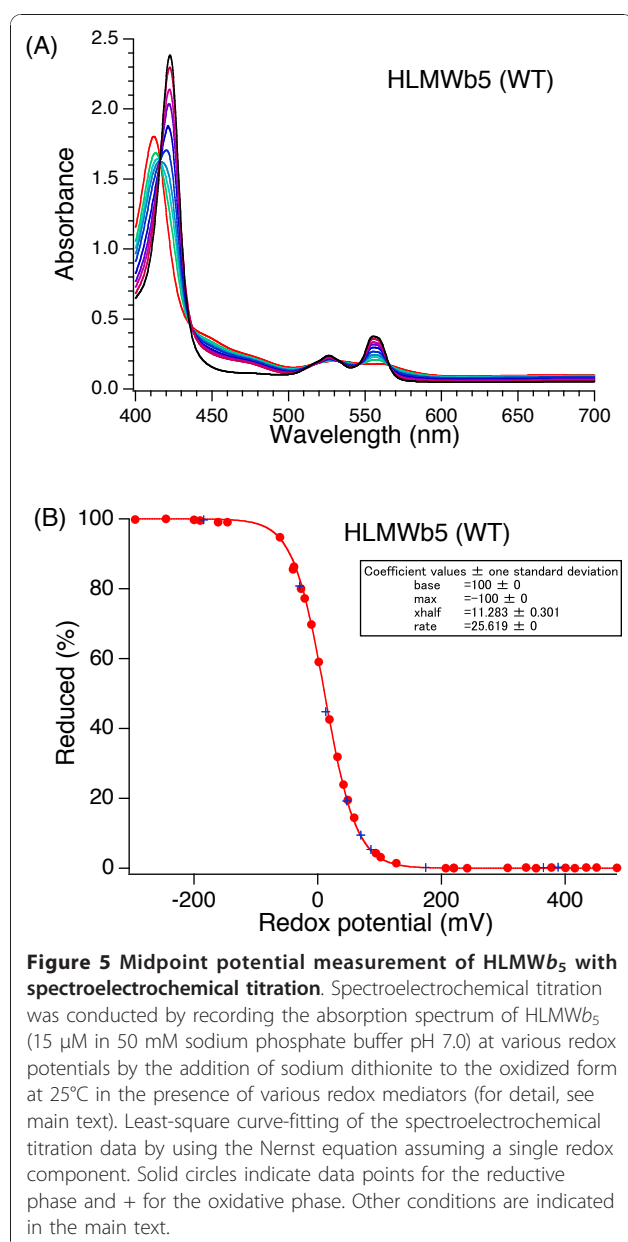 (A)
HLMWb5 (WT)
Absorbance
2.5
2.0
1.5
1.0
0.5
0.0
400 450 500 550 600 650 700
Wavelength (nm)
(B)
HLMWb5 (WT)
Coefficient values ± one standard deviation
base =100 ± 0
max =-100 ± 0
xhalf =11.283 ± 0.301
rate =25.619 ± 0
Reduced (%)
100
80
60
40
20
0
-200 0 200 400
Redox potential (mV)
Figure 5 Midpoint potential measurement of HLMWb₅ with
spectroelectrochemical titration. Spectroelectrochemical titration
was conducted by recording the absorption spectrum of HLMWb₅
(15 μM in 50 mM sodium phosphate buffer pH 7.0) at various redox
potentials by the addition of sodium dithionite to the oxidized form
at 25°C in the presence of various redox mediators (for detail, see
main text). Least-square curve-fitting of the spectroelectrochemical
titration data by using the Nernst equation assuming a single redox
component. Solid circles indicate data points for the reductive
phase and + for the oxidative phase. Other conditions are indicated
in the main text.